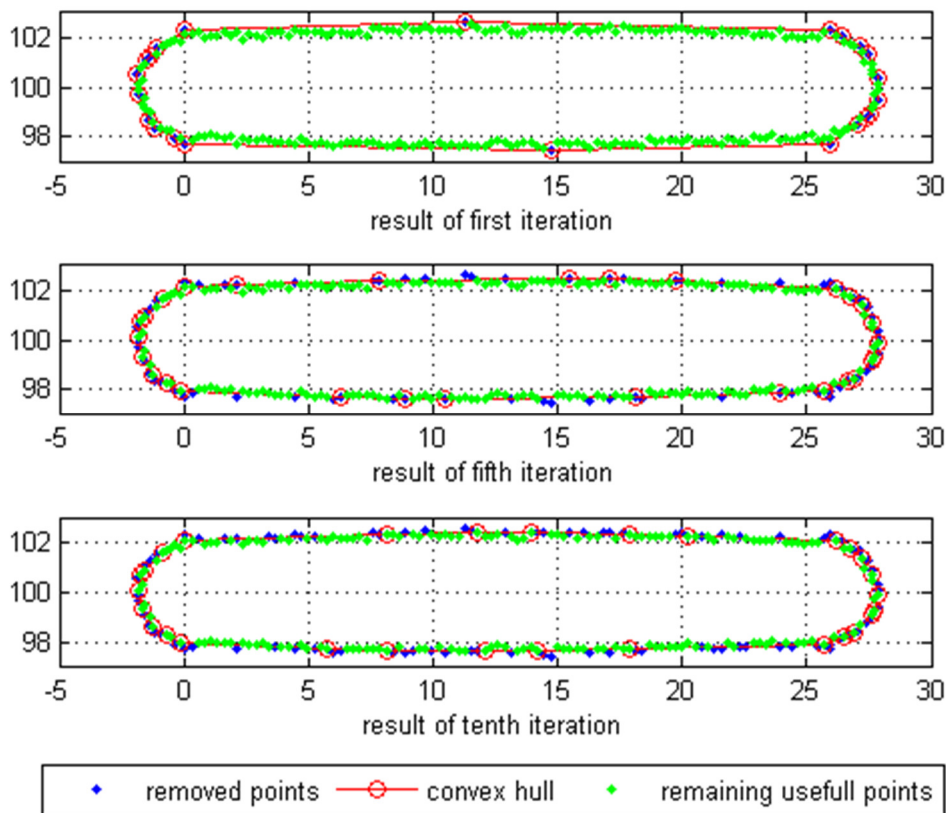 102
100
98
-5 0 5 10 15 20 25 30
result of first iteration
102
100
98
-5 0 5 10 15 20 25 30
result of fifth iteration
102
100
98
-5 0 5 10 15 20 25 30
result of tenth iteration
removed points convex hull remaining usefull points